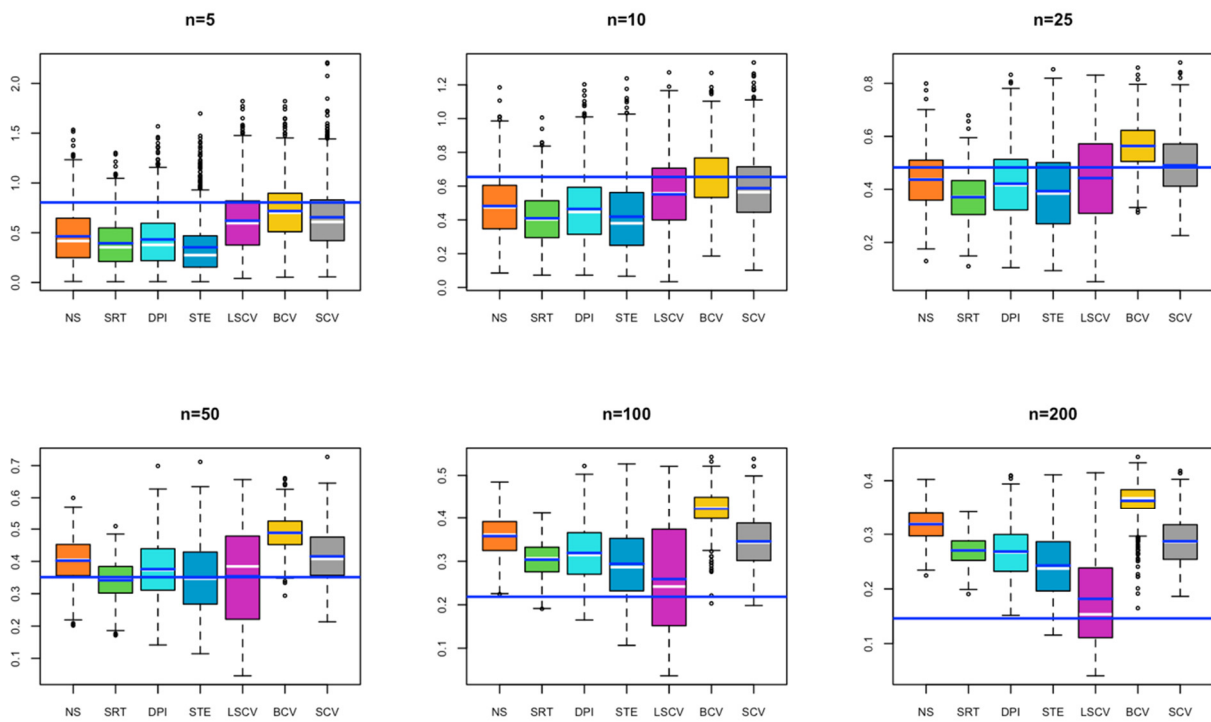 n=5
n=10
n=25
2.0
1.5
1.0
0.5
0.0
NS SRT DPI STE LSCV BCV SCV
1.2
1.0
0.8
0.6
0.4
0.2
0.0
NS SRT DPI STE LSCV BCV SCV
0.8
0.6
0.4
0.2
NS SRT DPI STE LSCV BCV SCV
n=50
n=100
n=200
0.7
0.6
0.5
0.4
0.3
0.2
0.1
NS SRT DPI STE LSCV BCV SCV
0.5
0.4
0.3
0.2
0.1
NS SRT DPI STE LSCV BCV SCV
0.4
0.3
0.2
0.1
NS SRT DPI STE LSCV BCV SCV